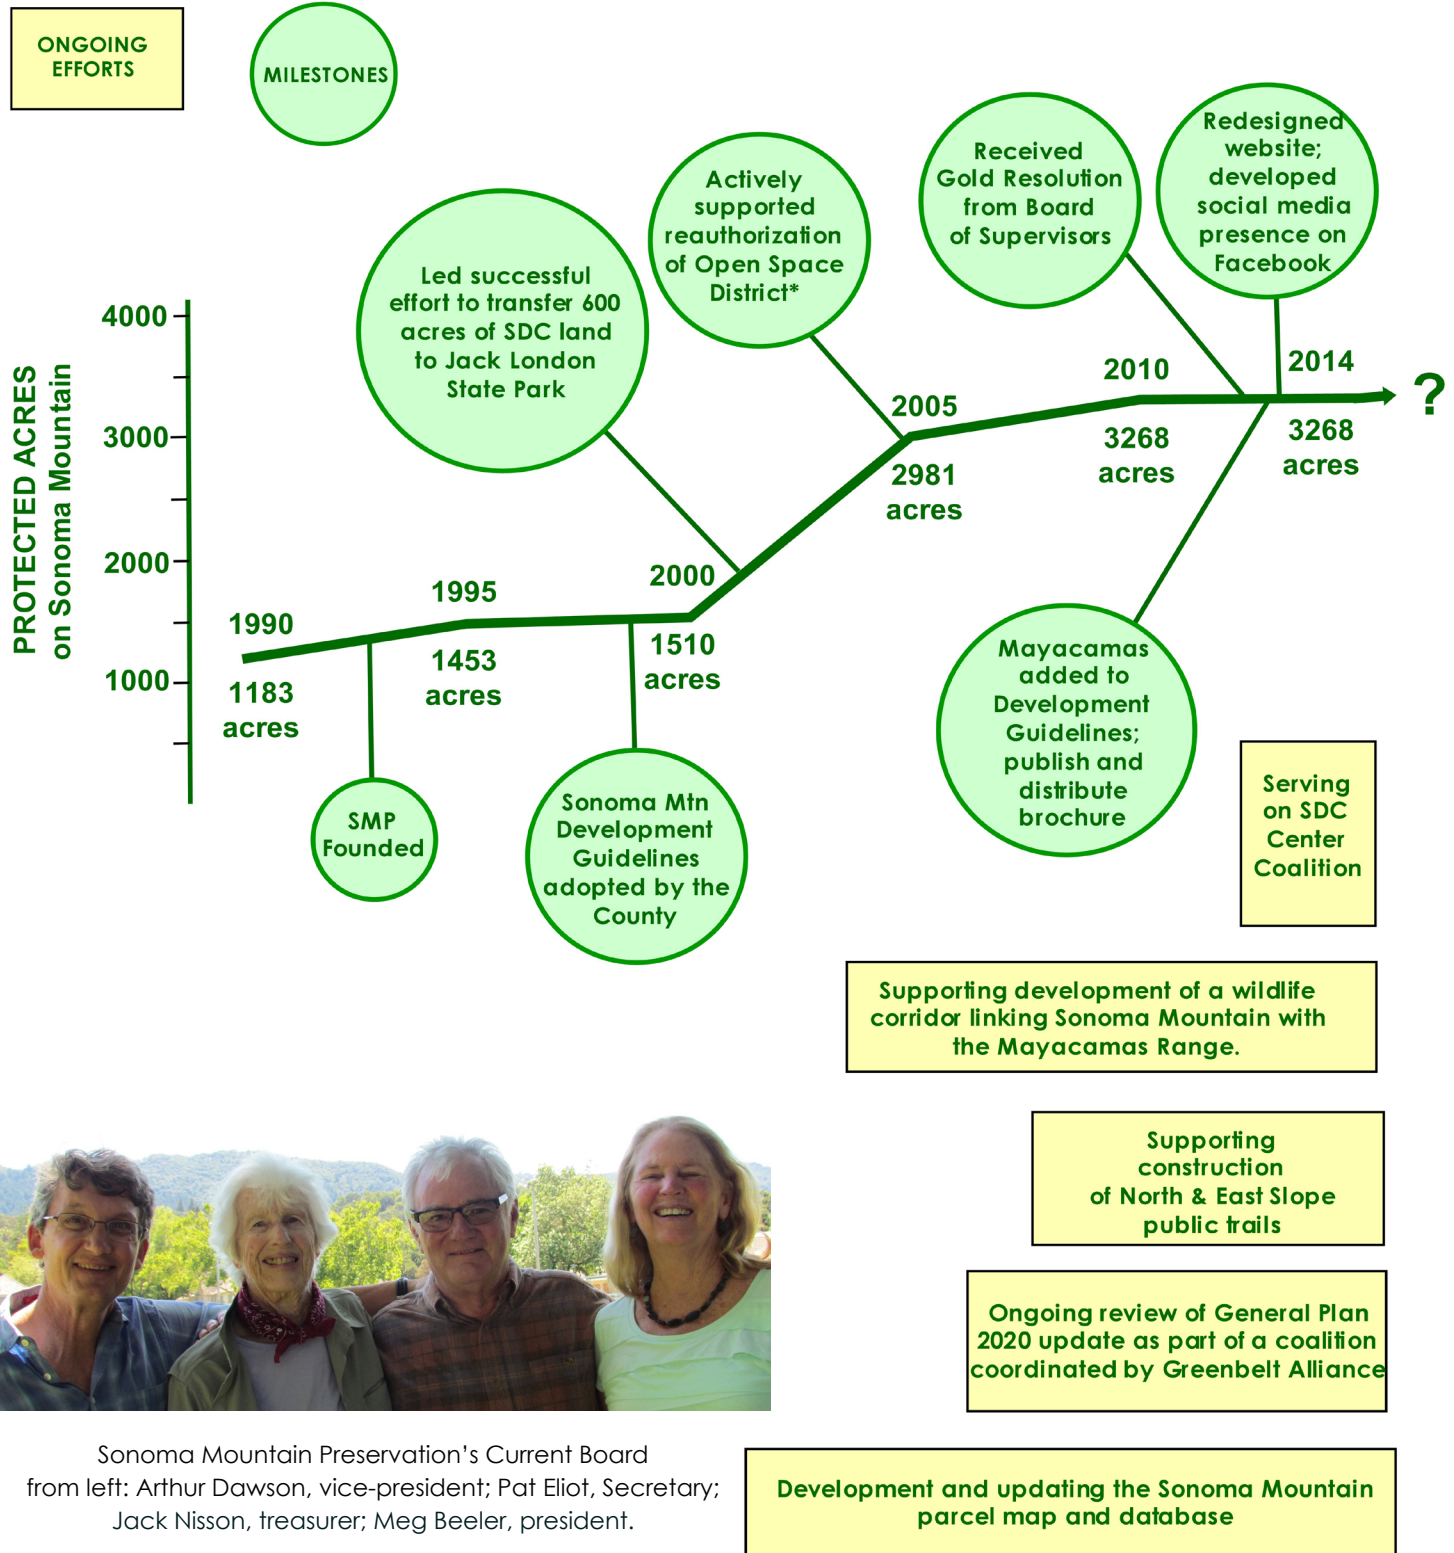 ONGOING
EFFORTS
MILESTONES
Redesigned
website;
developed
social media
presence on
Facebook
Received
Gold Resolution
from Board
of Supervisors
Actively
supported
reauthorization
of Open Space
District*
Led successful
effort to transfer 600
acres of SDC land
to Jack London
State Park
PROTECTED ACRES
on Sonoma Mountain
4000
3000
2000
1000
1990
1183
acres
1995
1453
acres
2000
1510
acres
2005
2981
acres
2010
3268
acres
2014
3268
acres
?
SMP
Founded
Sonoma Mtn
Development
Guidelines
adopted by the
County
Mayacamas
added to
Development
Guidelines;
publish and
distribute
brochure
Serving
on SDC
Center
Coalition
Supporting development of a wildlife
corridor linking Sonoma Mountain with
the Mayacamas Range.
Supporting
construction
of North & East Slope
public trails
Ongoing review of General Plan
2020 update as part of a coalition
coordinated by Greenbelt Alliance
Development and updating the Sonoma Mountain
parcel map and database
Sonoma Mountain Preservation’s Current Board
from left: Arthur Dawson, vice-president; Pat Eliot, Secretary;
Jack Nisson, treasurer; Meg Beeler, president.